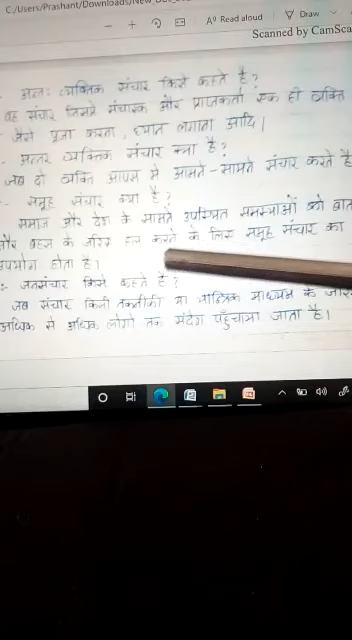 C:/Users/Prashant/Downloads/New
Read aloud
Draw
Scanned by CamSca
- अन्तः व्यक्तिक संचार किसे कहते है?
वह संचार जिसमे संचारक और प्राप्तकर्ता एक ही व्यक्ति
जैसे पूजा करना, ध्यान लगाना आदि।
- अन्तर व्यक्तिक संचार क्या है?
जब दो व्यक्ति आपस मे आमने-सामने संचार करते है
- समूह संचार क्या है?
समाज और देश के सामने उपस्थित समस्याओं को बात
और बहस के जरिए हल करने के लिए समूह संचार का
उपयोग होता है।
:- जनसंचार किसे कहते है?
जब संचार किसी तकनीकी या यान्त्रिक माध्यम के जरि
अधिक से अधिक लोगो तक संदेश पहुँचाया जाता है।